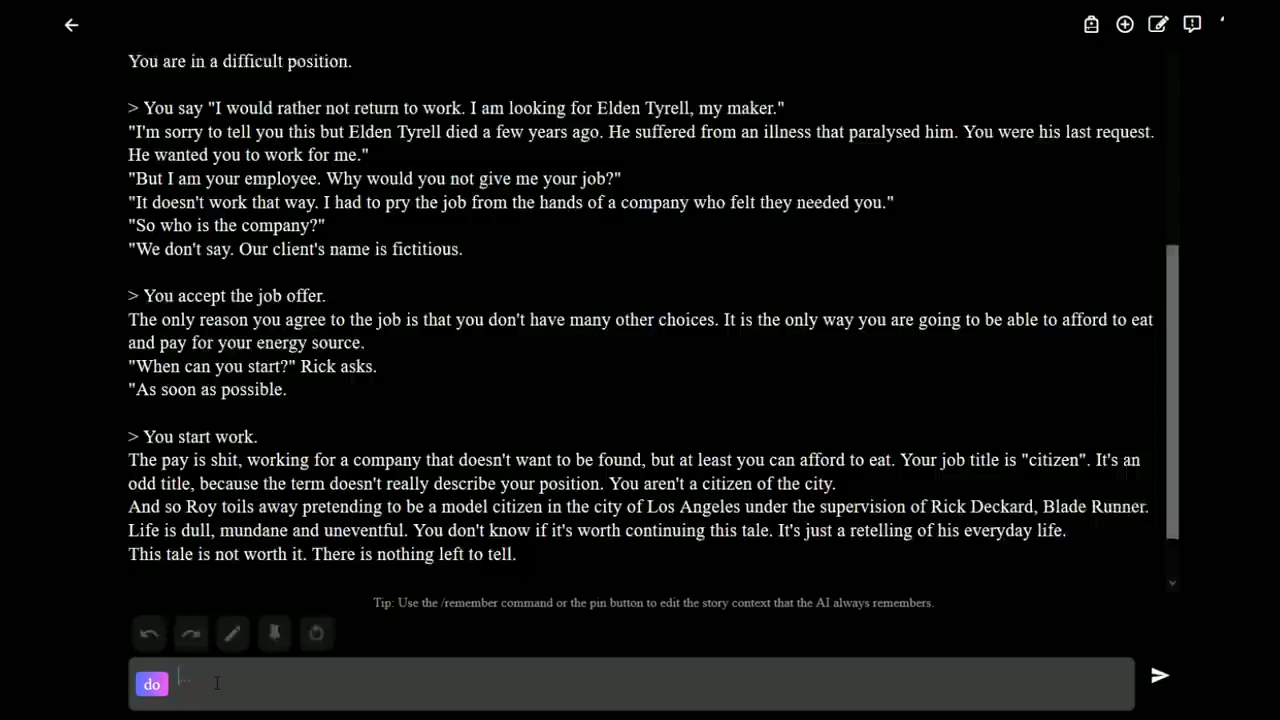 You are in a difficult position.
> You say "I would rather not return to work. I am looking for Elden Tyrell, my maker."
"I'm sorry to tell you this but Elden Tyrell died a few years ago. He suffered from an illness that paralysed him. You were his last request.
He wanted you to work for me."
"But I am your employee. Why would you not give me your job?"
"It doesn't work that way. I had to pry the job from the hands of a company who felt they needed you."
"So who is the company?"
"We don't say. Our client's name is fictitious.
> You accept the job offer.
The only reason you agree to the job is that you don't have many other choices. It is the only way you are going to be able to afford to eat
and pay for your energy source.
"When can you start?" Rick asks.
"As soon as possible.
> You start work.
The pay is shit, working for a company that doesn't want to be found, but at least you can afford to eat. Your job title is "citizen". It's an
odd title, because the term doesn't really describe your position. You aren't a citizen of the city.
And so Roy toils away pretending to be a model citizen in the city of Los Angeles under the supervision of Rick Deckard, Blade Runner.
Life is dull, mundane and uneventful. You don't know if it's worth continuing this tale. It's just a retelling of his everyday life.
This tale is not worth it. There is nothing left to tell.
Tip: Use the /remember command or the pin button to edit the story context that the AI always remembers.
do ...